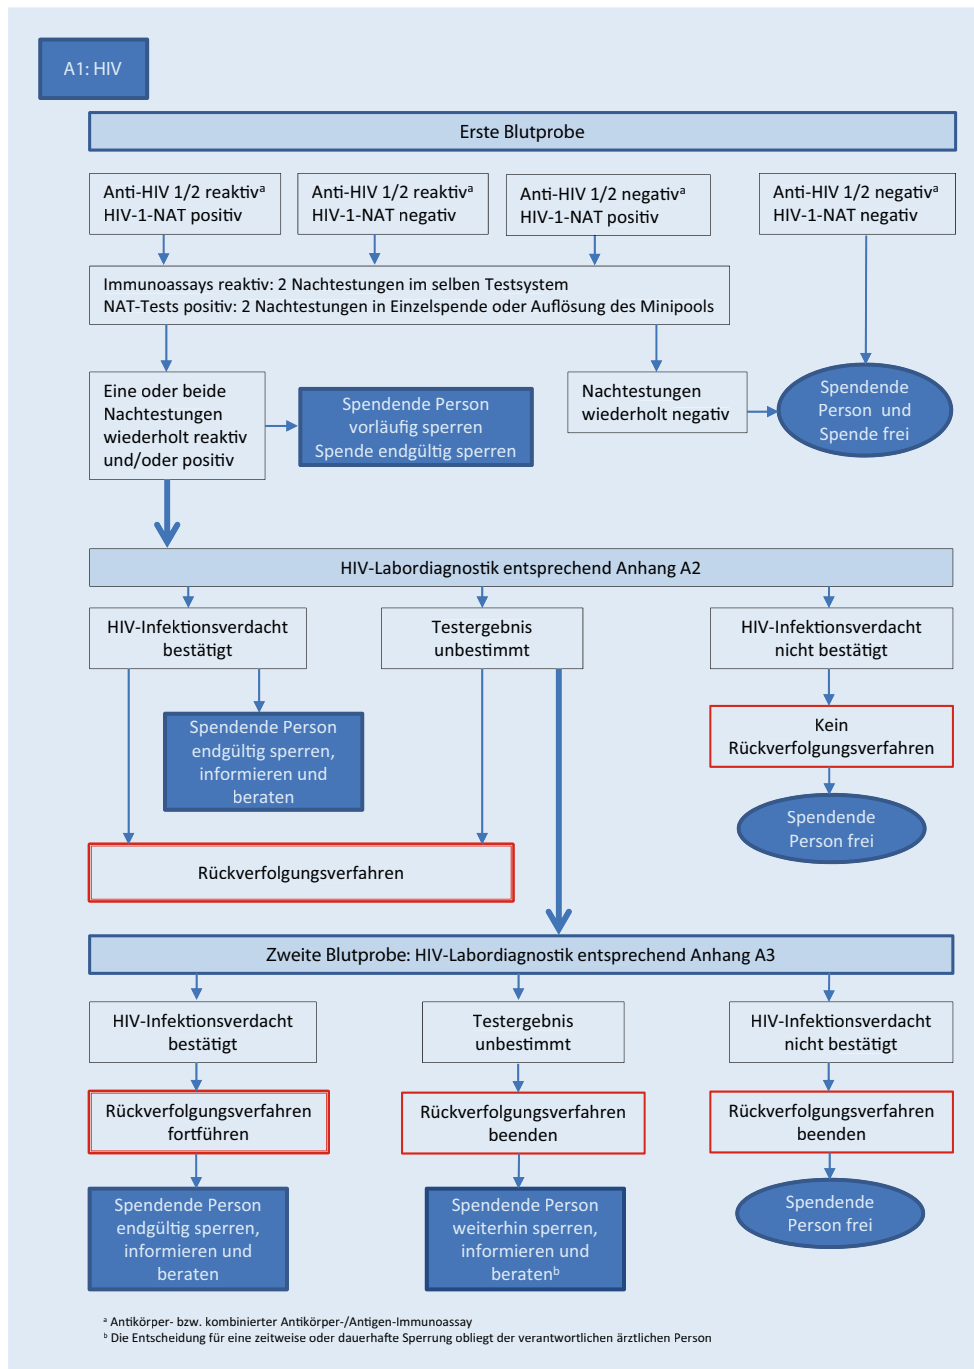 A1: HIV
Erste Blutprobe
Anti-HIV 1/2 reaktivᵃ
HIV-1-NAT positiv
Anti-HIV 1/2 reaktivᵃ
HIV-1-NAT negativ
Anti-HIV 1/2 negativᵃ
HIV-1-NAT positiv
Anti-HIV 1/2 negativᵃ
HIV-1-NAT negativ
Immunoassays reaktiv: 2 Nachtestungen im selben Testsystem
NAT-Tests positiv: 2 Nachtestungen in Einzelspende oder Auflösung des Minipools
Eine oder beide
Nachtestungen
wiederholt reaktiv
und/oder positiv
Spendende Person
vorläufig sperren
Spende endgültig sperren
Nachtestungen
wiederholt negativ
Spendende
Person und
Spende frei
HIV-Labordiagnostik entsprechend Anhang A2
HIV-Infektionsverdacht
bestätigt
Testergebnis
unbestimmt
HIV-Infektionsverdacht
nicht bestätigt
Spendende Person
endgültig sperren,
informieren und
beraten
Kein
Rückverfolgungsverfahren
Spendende
Person frei
Rückverfolgungsverfahren
Zweite Blutprobe: HIV-Labordiagnostik entsprechend Anhang A3
HIV-Infektionsverdacht
bestätigt
Testergebnis
unbestimmt
HIV-Infektionsverdacht
nicht bestätigt
Rückverfolgungsverfahren
fortführen
Rückverfolgungsverfahren
beenden
Rückverfolgungsverfahren
beenden
Spendende Person
endgültig sperren,
informieren und
beraten
Spendende Person
weiterhin sperren,
informieren und
beratenᵇ
Spendende
Person frei
ᵃ Antikörper- bzw. kombinierter Antikörper-/Antigen-Immunoassay
ᵇ Die Entscheidung für eine zeitweise oder dauerhafte Sperrung obliegt der verantwortlichen ärztlichen Person